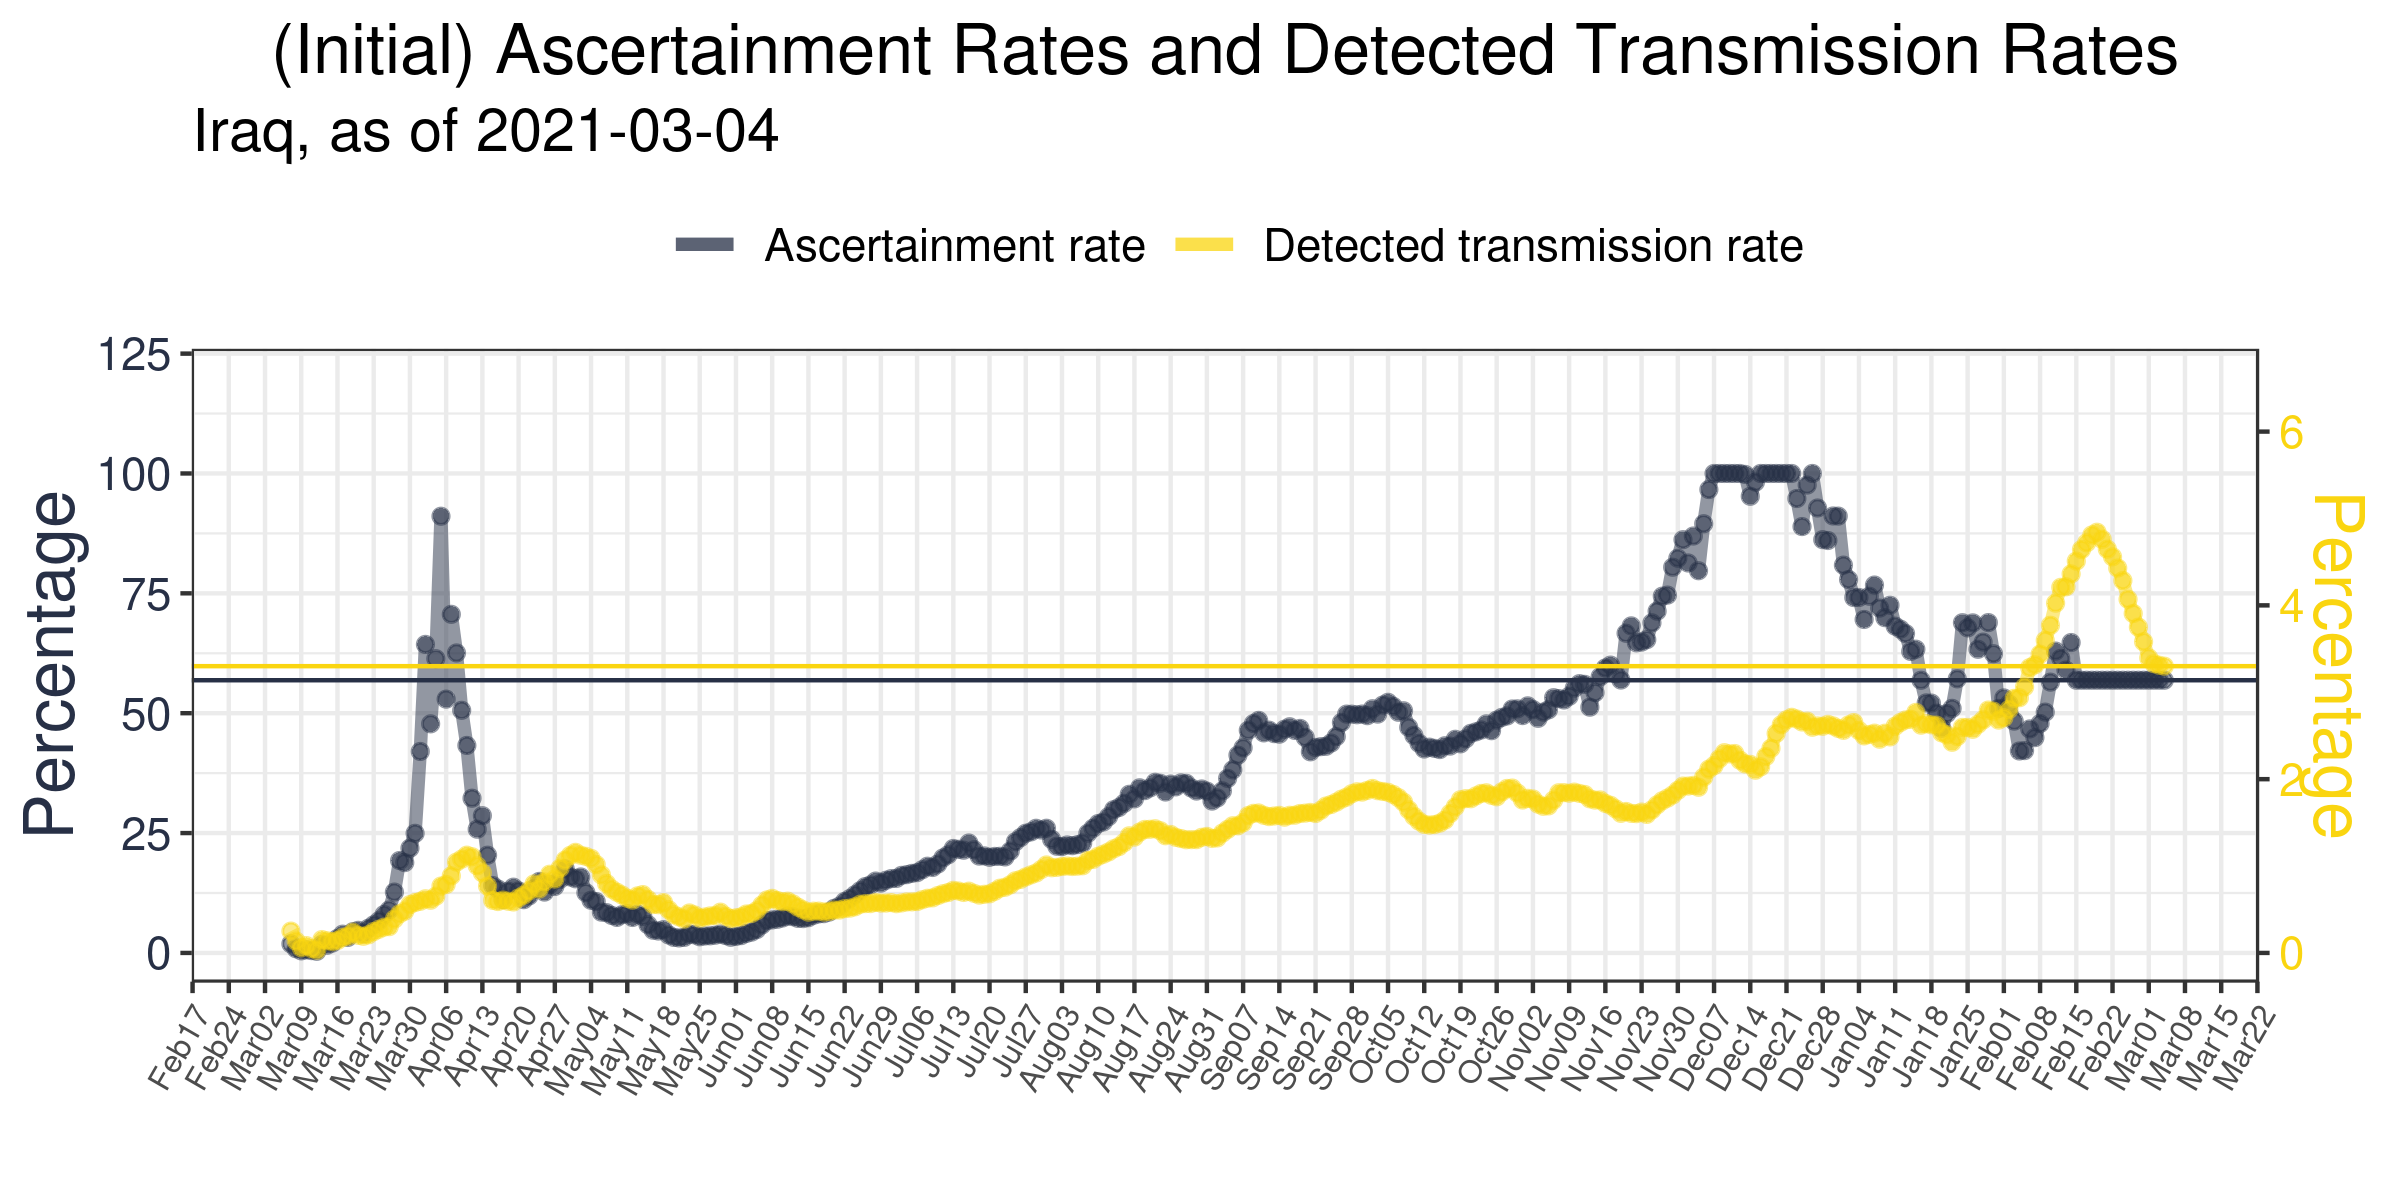 (Initial) Ascertainment Rates and Detected Transmission Rates
Iraq, as of 2021-03-04
Ascertainment rate
Detected transmission rate
Percentage
125
100
75
50
25
0
6
4
2
0
Percentage
Feb17
Feb24
Mar02
Mar09
Mar16
Mar23
Mar30
Apr06
Apr13
Apr20
Apr27
May04
May11
May18
May25
Jun01
Jun08
Jun15
Jun22
Jun29
Jul06
Jul13
Jul20
Jul27
Aug03
Aug10
Aug17
Aug24
Aug31
Sep07
Sep14
Sep21
Sep28
Oct05
Oct12
Oct19
Oct26
Nov02
Nov09
Nov16
Nov23
Nov30
Dec07
Dec14
Dec21
Dec28
Jan04
Jan11
Jan18
Jan25
Feb01
Feb08
Feb15
Feb22
Mar01
Mar08
Mar15
Mar22